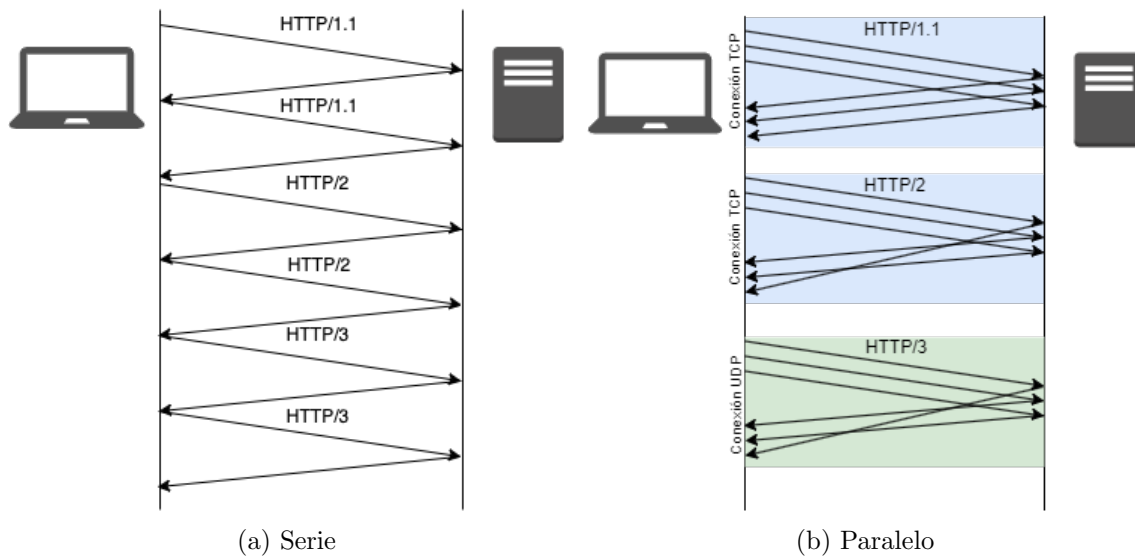 HTTP/1.1
HTTP/1.1
HTTP/2
HTTP/2
HTTP/3
HTTP/3
(a) Serie
HTTP/1.1
Conexión TCP
HTTP/2
Conexión TCP
HTTP/3
Conexión UDP
(b) Paralelo